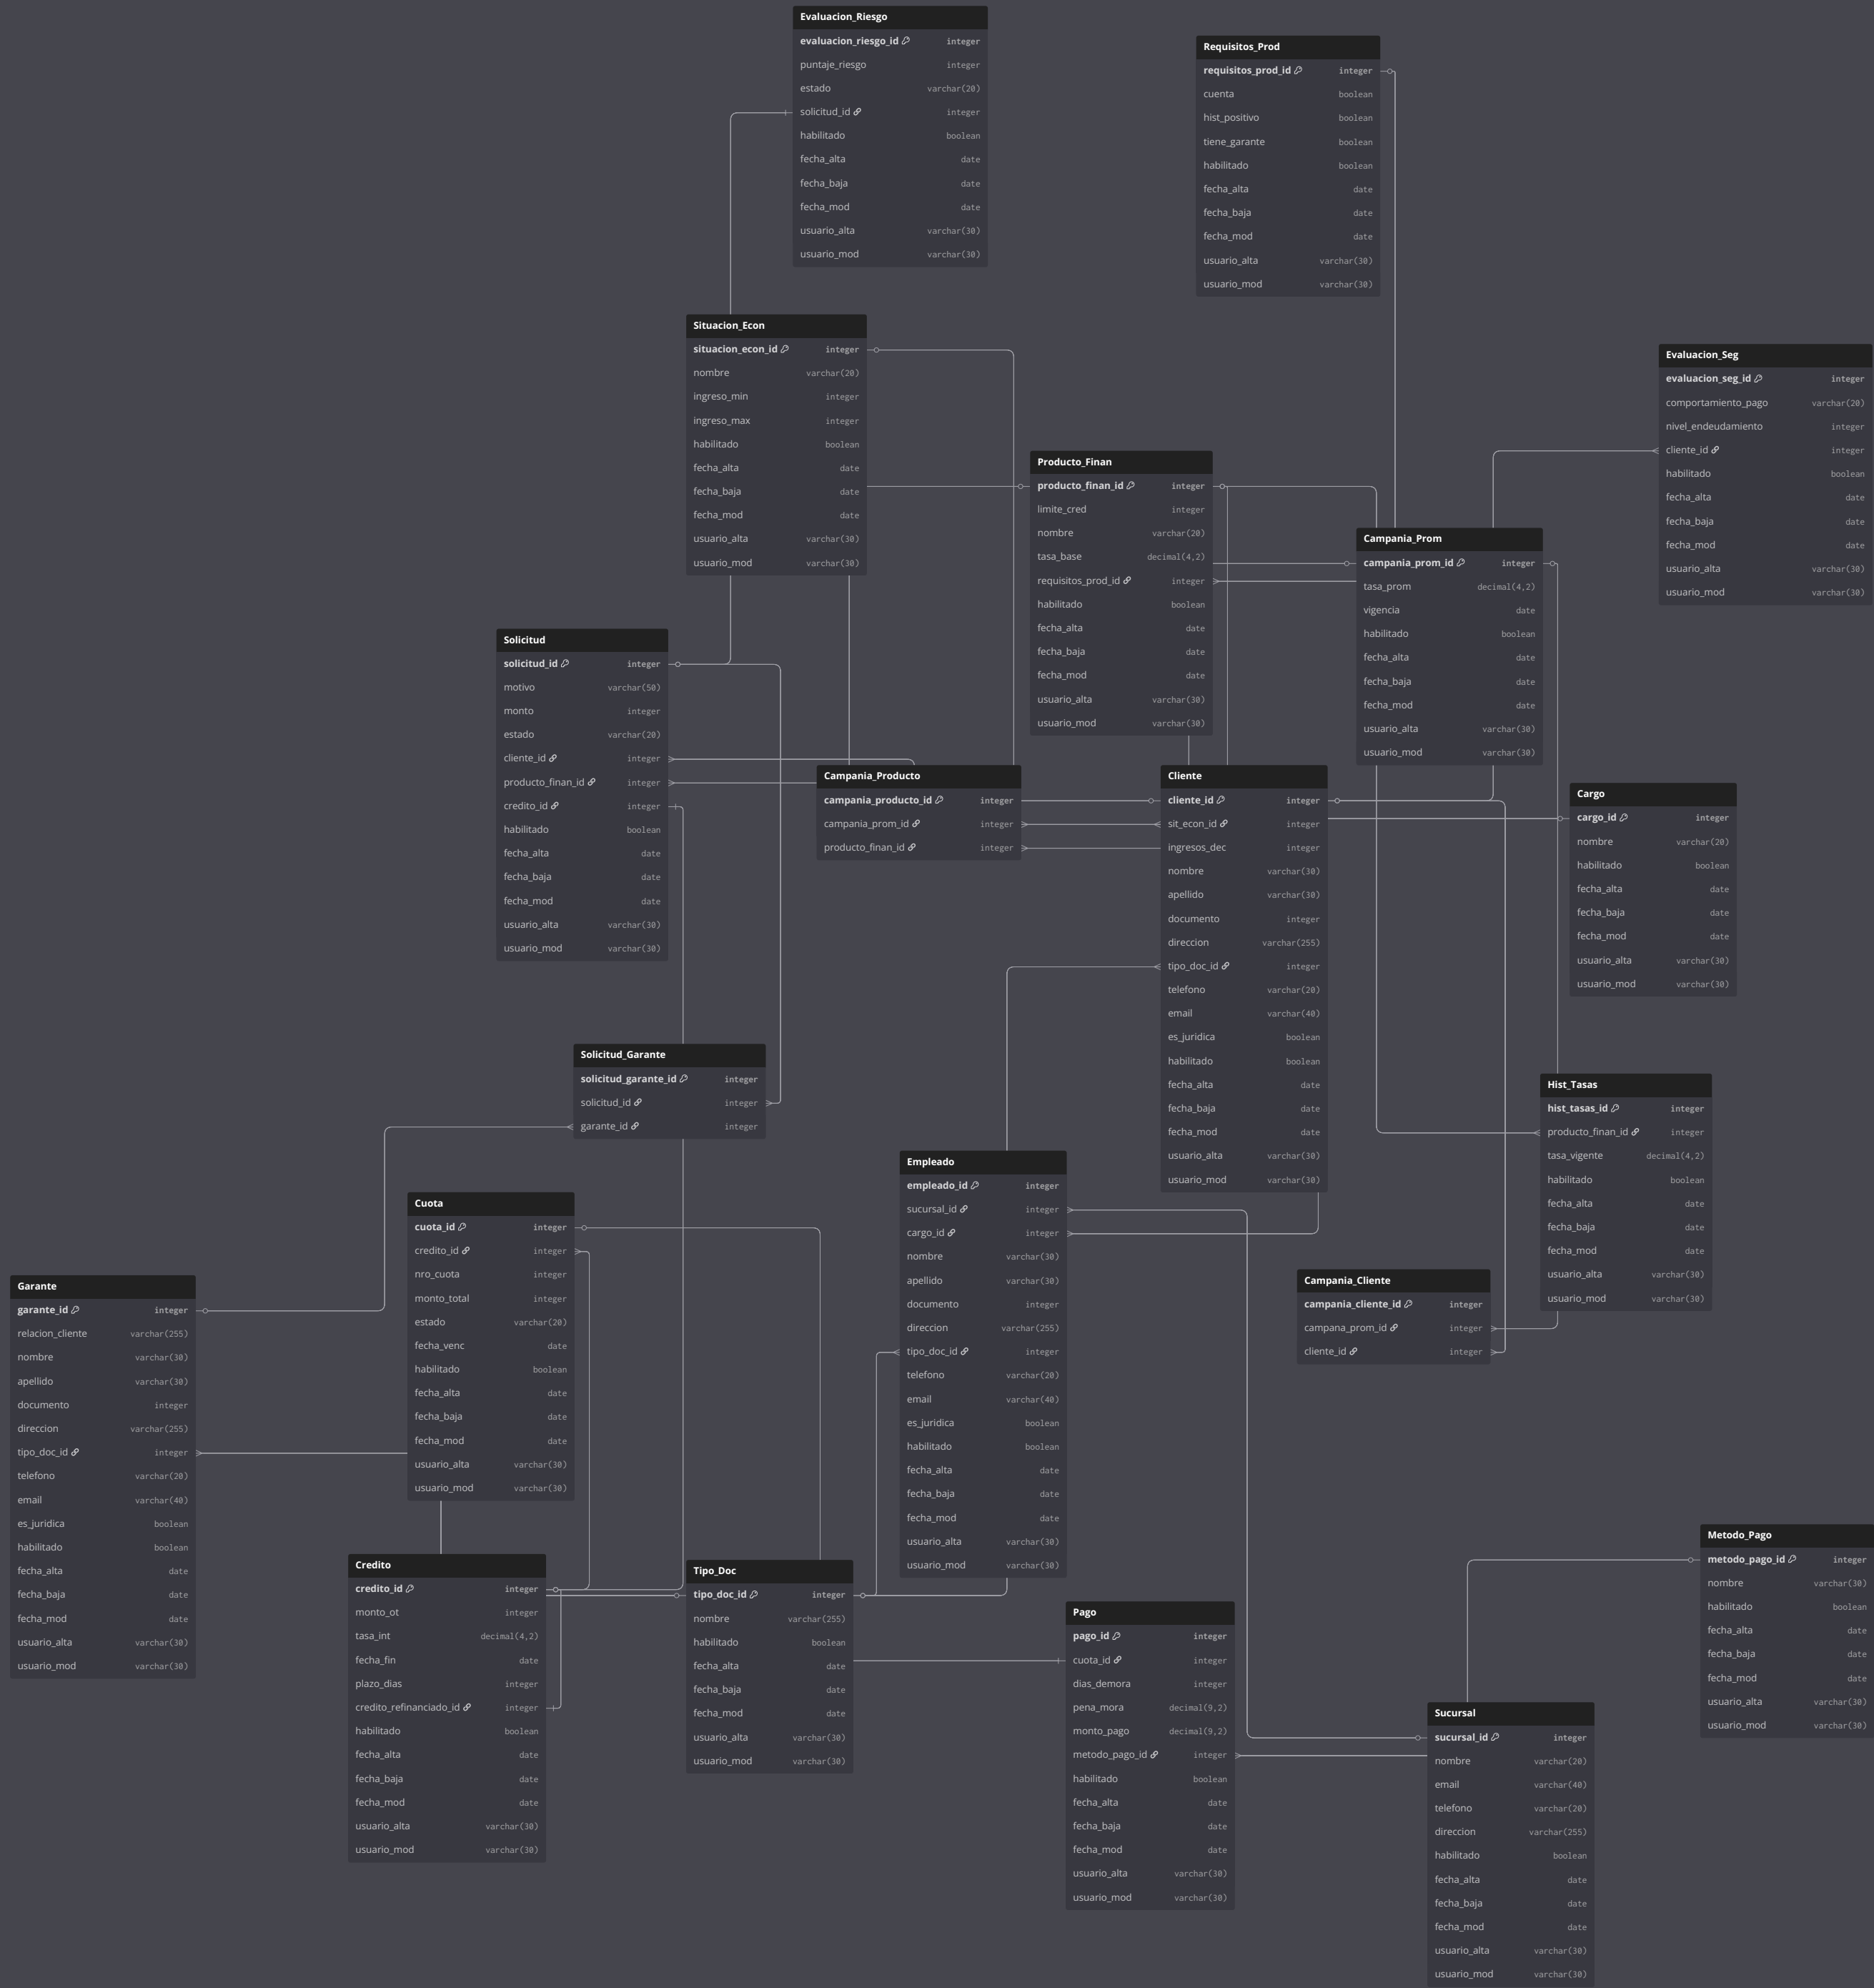 Evaluacion_Riesgo
evaluacion_riesgo_id integer
puntaje_riesgo integer
estado varchar(20)
solicitud_id integer
habilitado boolean
fecha_alta date
fecha_baja date
fecha_mod date
usuario_alta varchar(30)
usuario_mod varchar(30)
Requisitos_Prod
requisitos_prod_id integer
cuenta boolean
hist_positivo boolean
tiene_garante boolean
habilitado boolean
fecha_alta date
fecha_baja date
fecha_mod date
usuario_alta varchar(30)
usuario_mod varchar(30)
Situacion_Econ
situacion_econ_id integer
nombre varchar(20)
ingreso_min integer
ingreso_max integer
habilitado boolean
fecha_alta date
fecha_baja date
fecha_mod date
usuario_alta varchar(30)
usuario_mod varchar(30)
Evaluacion_Seg
evaluacion_seg_id integer
comportamiento_pago varchar(20)
nivel_endeudamiento integer
cliente_id integer
habilitado boolean
fecha_alta date
fecha_baja date
fecha_mod date
usuario_alta varchar(30)
usuario_mod varchar(30)
Producto_Finan
producto_finan_id integer
limite_cred integer
nombre varchar(20)
tasa_base decimal(4,2)
requisitos_prod_id integer
habilitado boolean
fecha_alta date
fecha_baja date
fecha_mod date
usuario_alta varchar(30)
usuario_mod varchar(30)
Campania_Prom
campania_prom_id integer
tasa_prom decimal(4,2)
vigencia date
habilitado boolean
fecha_alta date
fecha_baja date
fecha_mod date
usuario_alta varchar(30)
usuario_mod varchar(30)
Solicitud
solicitud_id integer
motivo varchar(50)
monto integer
estado varchar(20)
cliente_id integer
producto_finan_id integer
credito_id integer
habilitado boolean
fecha_alta date
fecha_baja date
fecha_mod date
usuario_alta varchar(30)
usuario_mod varchar(30)
Campania_Producto
campania_producto_id integer
campania_prom_id integer
producto_finan_id integer
Cliente
cliente_id integer
sit_econ_id integer
ingresos_dec integer
nombre varchar(30)
apellido varchar(30)
documento integer
direccion varchar(255)
tipo_doc_id integer
telefono varchar(20)
email varchar(40)
es_juridica boolean
habilitado boolean
fecha_alta date
fecha_baja date
fecha_mod date
usuario_alta varchar(30)
usuario_mod varchar(30)
Cargo
cargo_id integer
nombre varchar(20)
habilitado boolean
fecha_alta date
fecha_baja date
fecha_mod date
usuario_alta varchar(30)
usuario_mod varchar(30)
Solicitud_Garante
solicitud_garante_id integer
solicitud_id integer
garante_id integer
Hist_Tasas
hist_tasas_id integer
producto_finan_id integer
tasa_vigente decimal(4,2)
habilitado boolean
fecha_alta date
fecha_baja date
fecha_mod date
usuario_alta varchar(30)
usuario_mod varchar(30)
Empleado
empleado_id integer
sucursal_id integer
cargo_id integer
nombre varchar(30)
apellido varchar(30)
documento integer
direccion varchar(255)
tipo_doc_id integer
telefono varchar(20)
email varchar(40)
es_juridica boolean
habilitado boolean
fecha_alta date
fecha_baja date
fecha_mod date
usuario_alta varchar(30)
usuario_mod varchar(30)
Cuota
cuota_id integer
credito_id integer
nro_cuota integer
monto_total integer
estado varchar(20)
fecha_venc date
habilitado boolean
fecha_alta date
fecha_baja date
fecha_mod date
usuario_alta varchar(30)
usuario_mod varchar(30)
Campania_Cliente
campania_cliente_id integer
campana_prom_id integer
cliente_id integer
Garante
garante_id integer
relacion_cliente varchar(255)
nombre varchar(30)
apellido varchar(30)
documento integer
direccion varchar(255)
tipo_doc_id integer
telefono varchar(20)
email varchar(40)
es_juridica boolean
habilitado boolean
fecha_alta date
fecha_baja date
fecha_mod date
usuario_alta varchar(30)
usuario_mod varchar(30)
Credito
credito_id integer
monto_ot integer
tasa_int decimal(4,2)
fecha_fin date
plazo_dias integer
credito_refinanciado_id integer
habilitado boolean
fecha_alta date
fecha_baja date
fecha_mod date
usuario_alta varchar(30)
usuario_mod varchar(30)
Tipo_Doc
tipo_doc_id integer
nombre varchar(255)
habilitado boolean
fecha_alta date
fecha_baja date
fecha_mod date
usuario_alta varchar(30)
usuario_mod varchar(30)
Pago
pago_id integer
cuota_id integer
dias_demora integer
pena_mora decimal(9,2)
monto_pago decimal(9,2)
metodo_pago_id integer
habilitado boolean
fecha_alta date
fecha_baja date
fecha_mod date
usuario_alta varchar(30)
usuario_mod varchar(30)
Metodo_Pago
metodo_pago_id integer
nombre varchar(30)
habilitado boolean
fecha_alta date
fecha_baja date
fecha_mod date
usuario_alta varchar(30)
usuario_mod varchar(30)
Sucursal
sucursal_id integer
nombre varchar(20)
email varchar(40)
telefono varchar(20)
direccion varchar(255)
habilitado boolean
fecha_alta date
fecha_baja date
fecha_mod date
usuario_alta varchar(30)
usuario_mod varchar(30)